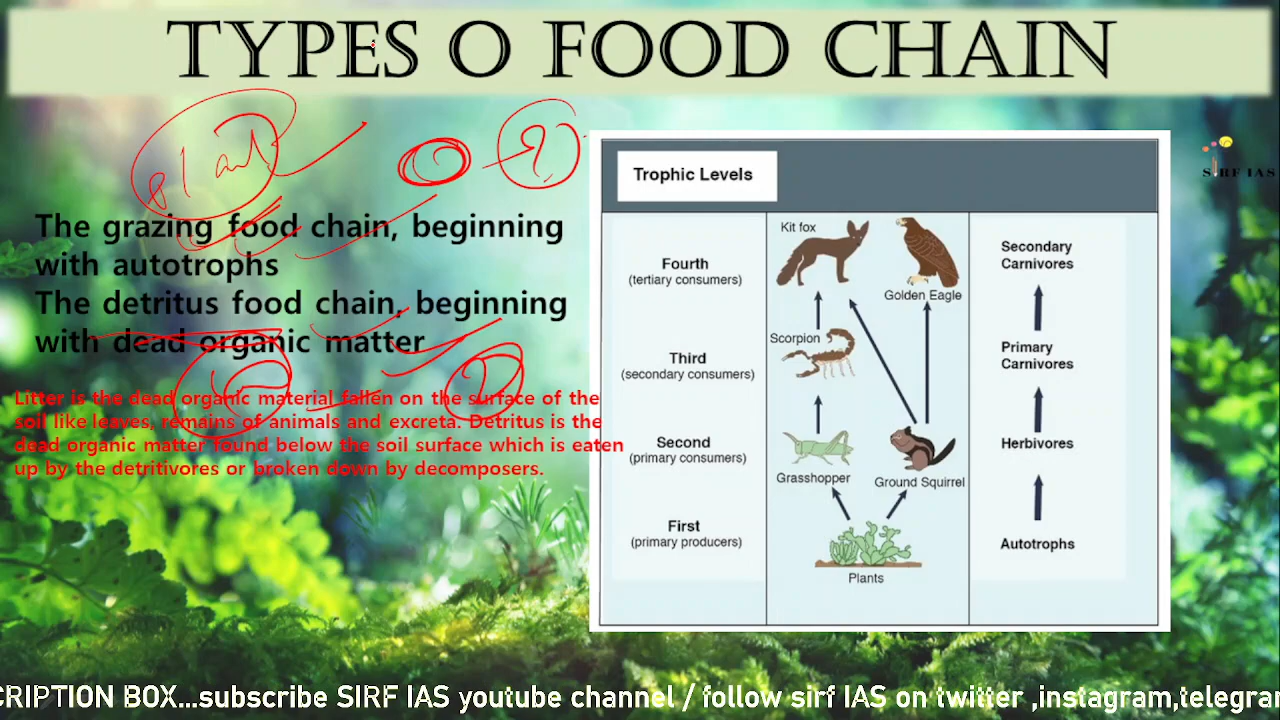 TYPES O FOOD CHAIN
SIRF IAS
The grazing food chain, beginning
with autotrophs
The detritus food chain, beginning
with dead organic matter
Litter is the dead organic material fallen on the surface of the
soil like leaves, remains of animals and excreta. Detritus is the
dead organic matter found below the soil surface which is eaten
up by the detritivores or broken down by decomposers.
Trophic Levels
Kit fox
Golden Eagle
Fourth
(tertiary consumers)
Secondary
Carnivores
Scorpion
Third
(secondary consumers)
Primary
Carnivores
Second
(primary consumers)
Grasshopper
Ground Squirrel
Herbivores
First
(primary producers)
Plants
Autotrophs
CRIPTION BOX...subscribe SIRF IAS youtube channel / follow sirf IAS on twitter ,instagram,telegra